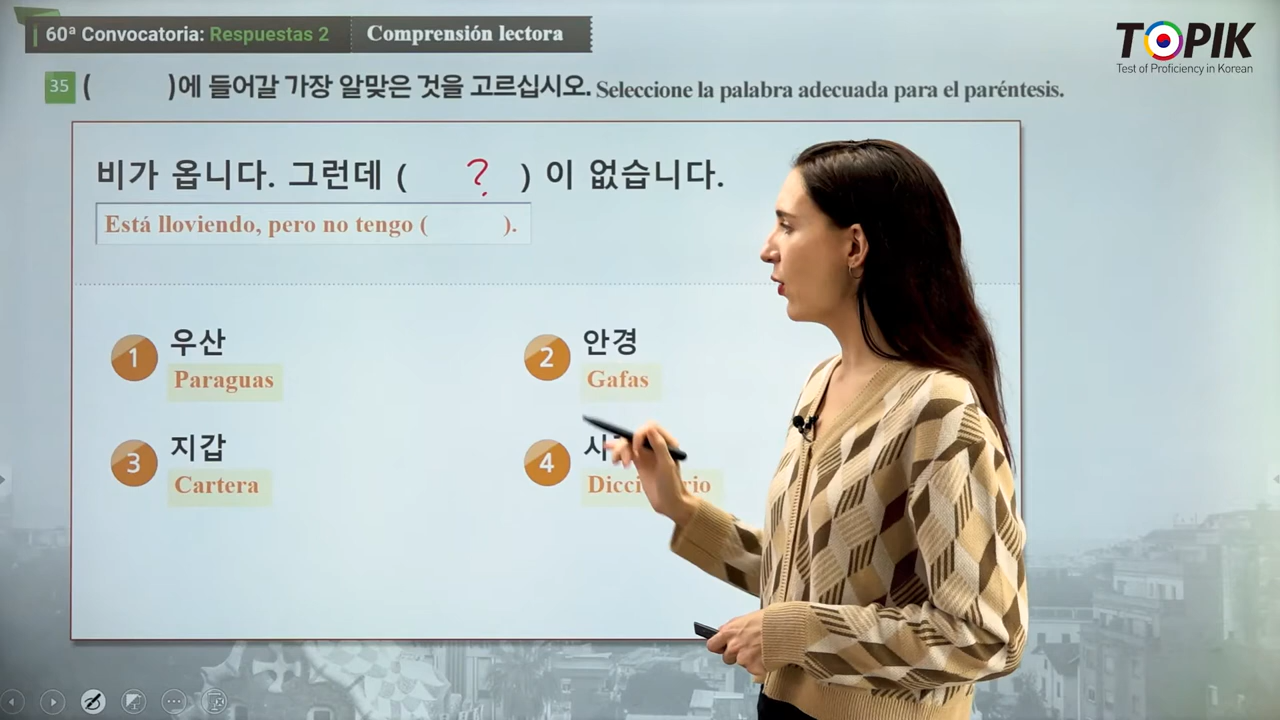 60ª Convocatoria: Respuestas 2 Comprensión lectora
TOPIK
Test of Proficiency in Korean
35 ( )에 들어갈 가장 알맞은 것을 고르십시오. Seleccione la palabra adecuada para el paréntesis.
비가 옵니다. 그런데 ( ? ) 이 없습니다.
Está lloviendo, pero no tengo ( ).
1 우산
Paraguas
2 안경
Gafas
3 지갑
Cartera
4